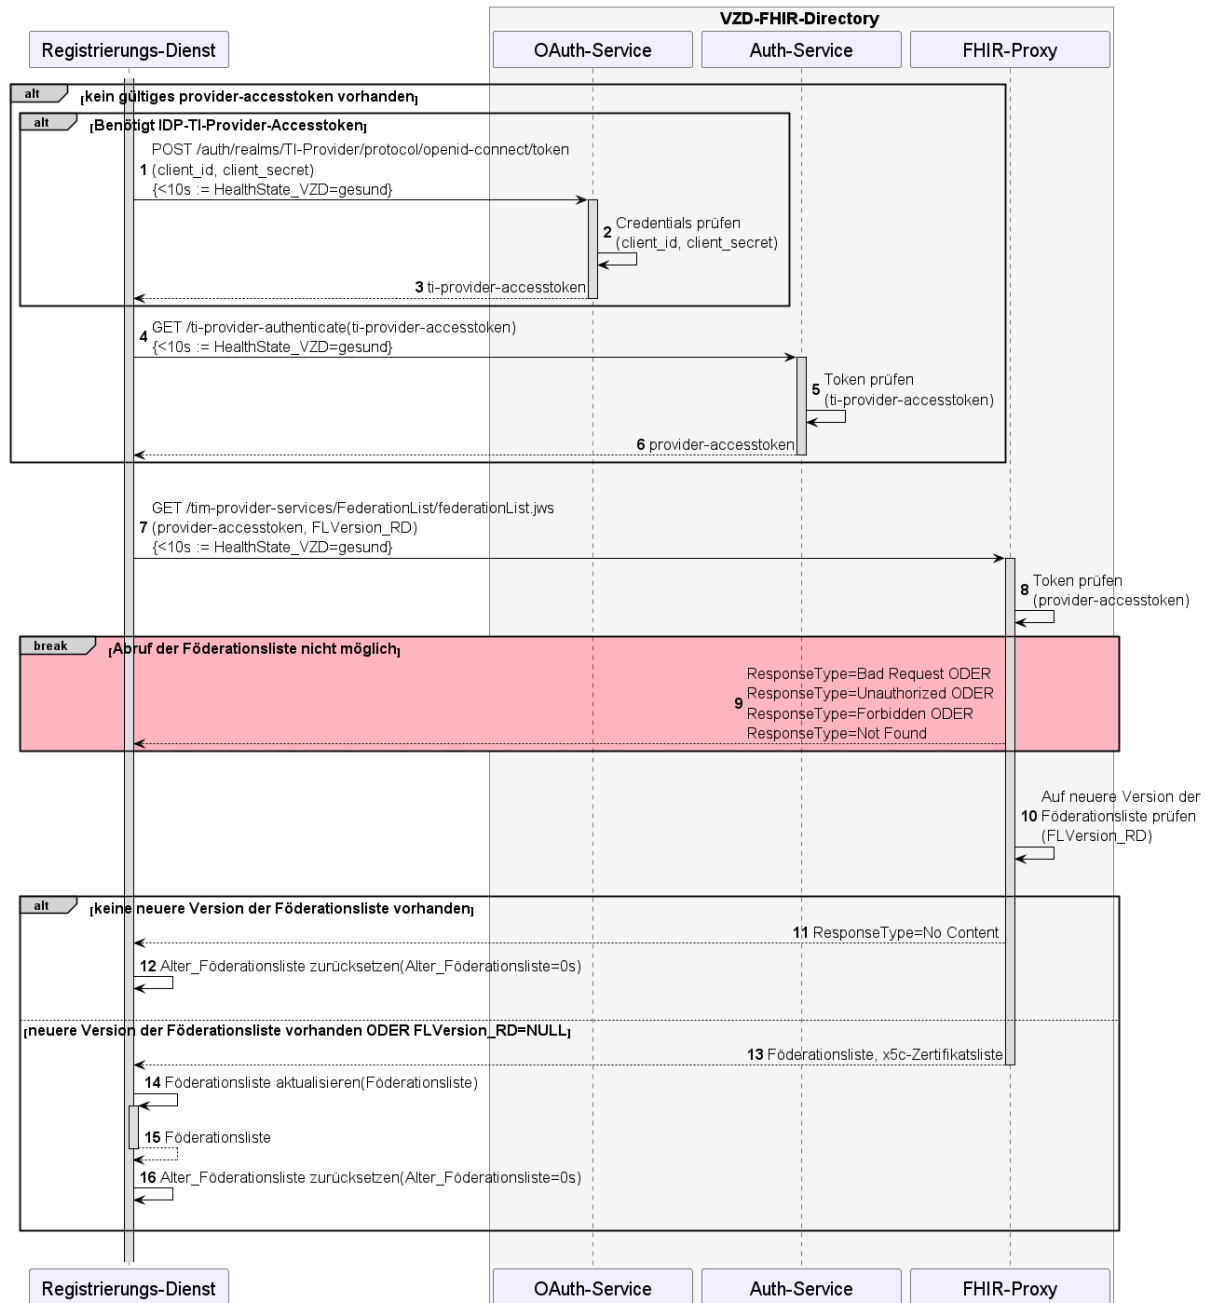 VZD-FHIR-Directory
Registrierungs-Dienst
OAuth-Service
Auth-Service
FHIR-Proxy
alt
[kein gültiges provider-accesstoken vorhanden]
alt
[Benötigt IDP-TI-Provider-Accesstoken]
POST /auth/realms/TI-Provider/protocol/openid-connect/token
1 (client_id, client_secret)
{<10s := HealthState_VZD=gesund}
Credentials prüfen
2 (client_id, client_secret)
3 ti-provider-accesstoken
GET /ti-provider-authenticate(ti-provider-accesstoken)
4 {<10s := HealthState_VZD=gesund}
Token prüfen
5 (ti-provider-accesstoken)
6 provider-accesstoken
GET /tim-provider-services/FederationList/federationList.jws
7 (provider-accesstoken, FLVersion_RD)
{<10s := HealthState_VZD=gesund}
Token prüfen
8 (provider-accesstoken)
break
[Abruf der Föderationsliste nicht möglich]
ResponseType=Bad Request ODER
ResponseType=Unauthorized ODER
9 ResponseType=Forbidden ODER
ResponseType=Not Found
Auf neuere Version der
10 Föderationsliste prüfen
(FLVersion_RD)
alt
[keine neuere Version der Föderationsliste vorhanden]
11 ResponseType=No Content
12 Alter_Föderationsliste zurücksetzen(Alter_Föderationsliste=0s)
[neuere Version der Föderationsliste vorhanden ODER FLVersion_RD=NULL]
13 Föderationsliste, x5c-Zertifikatsliste
14 Föderationsliste aktualisieren(Föderationsliste)
15 Föderationsliste
16 Alter_Föderationsliste zurücksetzen(Alter_Föderationsliste=0s)
Registrierungs-Dienst
OAuth-Service
Auth-Service
FHIR-Proxy